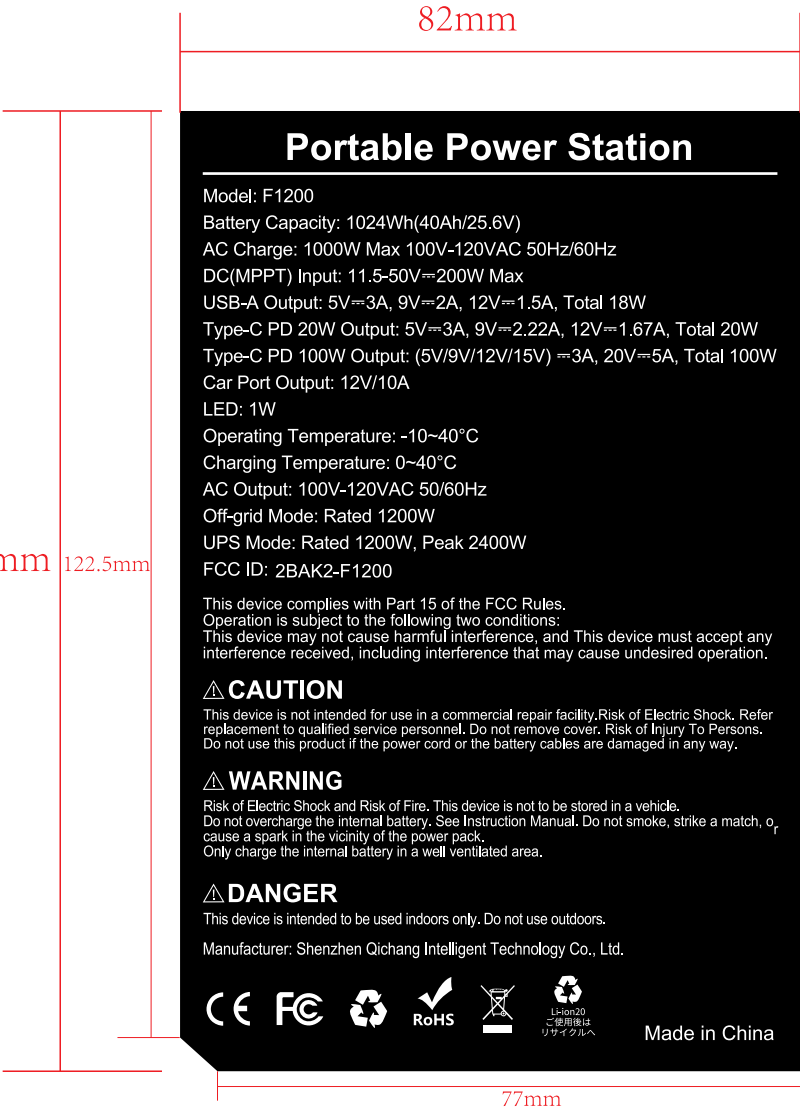 82mm
Portable Power Station
Model: F1200
Battery Capacity: 1024Wh(40Ah/25.6V)
AC Charge: 1000W Max 100V-120VAC 50Hz/60Hz
DC(MPPT) Input: 11.5-50V⎓200W Max
USB-A Output: 5V⎓3A, 9V⎓2A, 12V⎓1.5A, Total 18W
Type-C PD 20W Output: 5V⎓3A, 9V⎓2.22A, 12V⎓1.67A, Total 20W
Type-C PD 100W Output: (5V/9V/12V/15V) ⎓3A, 20V⎓5A, Total 100W
Car Port Output: 12V/10A
LED: 1W
Operating Temperature: -10~40°C
Charging Temperature: 0~40°C
AC Output: 100V-120VAC 50/60Hz
Off-grid Mode: Rated 1200W
UPS Mode: Rated 1200W, Peak 2400W
mm 122.5mm
FCC ID: 2BAK2-F1200
This device complies with Part 15 of the FCC Rules.
Operation is subject to the following two conditions:
This device may not cause harmful interference, and This device must accept any
interference received, including interference that may cause undesired operation.
⚠ CAUTION
This device is not intended for use in a commercial repair facility.Risk of Electric Shock. Refer
replacement to qualified service personnel. Do not remove cover. Risk of Injury To Persons.
Do not use this product if the power cord or the battery cables are damaged in any way.
⚠ WARNING
Risk of Electric Shock and Risk of Fire. This device is not to be stored in a vehicle.
Do not overcharge the internal battery. See Instruction Manual. Do not smoke, strike a match, or
cause a spark in the vicinity of the power pack.
Only charge the internal battery in a well ventilated area.
⚠ DANGER
This device is intended to be used indoors only. Do not use outdoors.
Manufacturer: Shenzhen Qichang Intelligent Technology Co., Ltd.
CE FC RoHS
Li-ion20
ご使用後は
リサイクルへ
Made in China
77mm